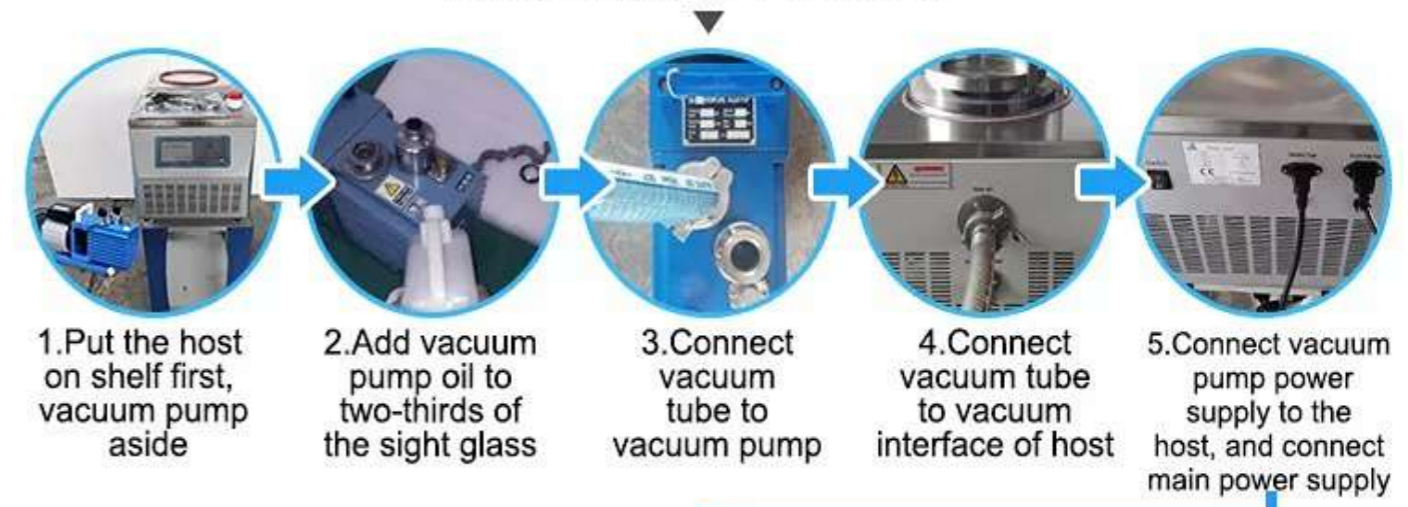 1.Put the host
on shelf first,
vacuum pump
aside
2.Add vacuum
pump oil to
two-thirds of
the sight glass
3.Connect
vacuum
tube to
vacuum pump
4.Connect
vacuum tube
to vacuum
interface of host
5.Connect vacuum
pump power
supply to the
host, and connect
main power supply